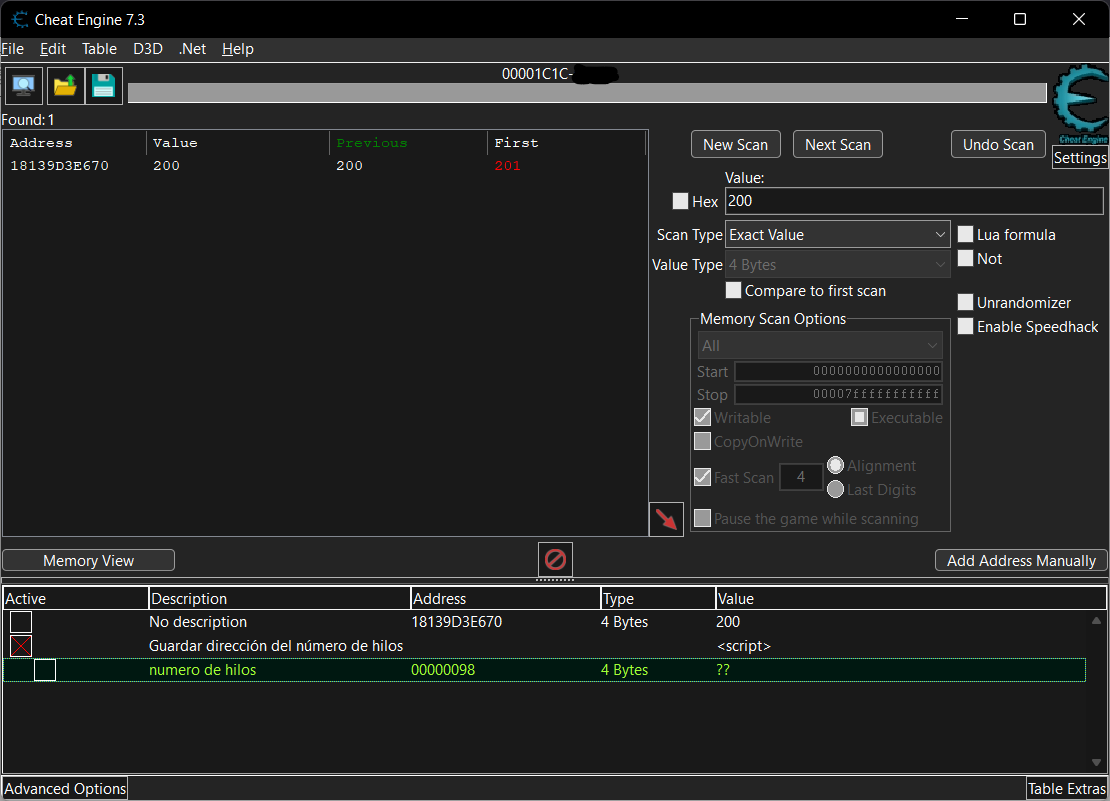 Cheat Engine 7.3
File Edit Table D3D .Net Help
00001C1C-
Found: 1
Address Value Previous First
18139D3E670 200 200 201
New Scan Next Scan Undo Scan
Cheat Engine
Settings
Value:
Hex 200
Scan Type Exact Value Lua formula
Value Type 4 Bytes Not
Compare to first scan
Unrandomizer
Memory Scan Options Enable Speedhack
All
Start 0000000000000000
Stop 00007fffffffffff
Writable Executable
CopyOnWrite
Fast Scan 4 Alignment
Last Digits
Pause the game while scanning
Memory View Add Address Manually
Active Description Address Type Value
No description 18139D3E670 4 Bytes 200
Guardar dirección del número de hilos <script>
numero de hilos 00000098 4 Bytes ??
Advanced Options Table Extras